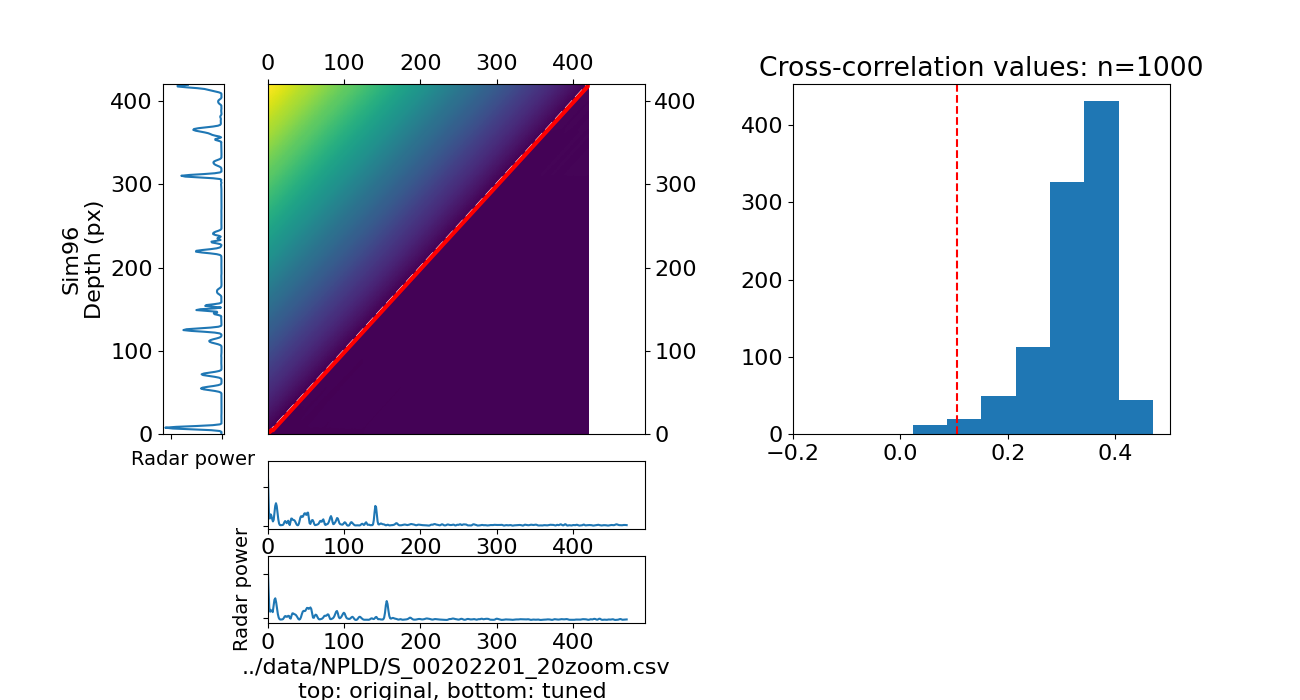 Cross-correlation values: n=1000
0 100 200 300 400
400
300
200
100
0
Sim96
Depth (px)
Radar power
400
300
200
100
0
400
300
200
100
0
−0.2 0.0 0.2 0.4
0 100 200 300 400
Radar power
0 100 200 300 400
../data/NPLD/S_00202201_20zoom.csv
top: original, bottom: tuned